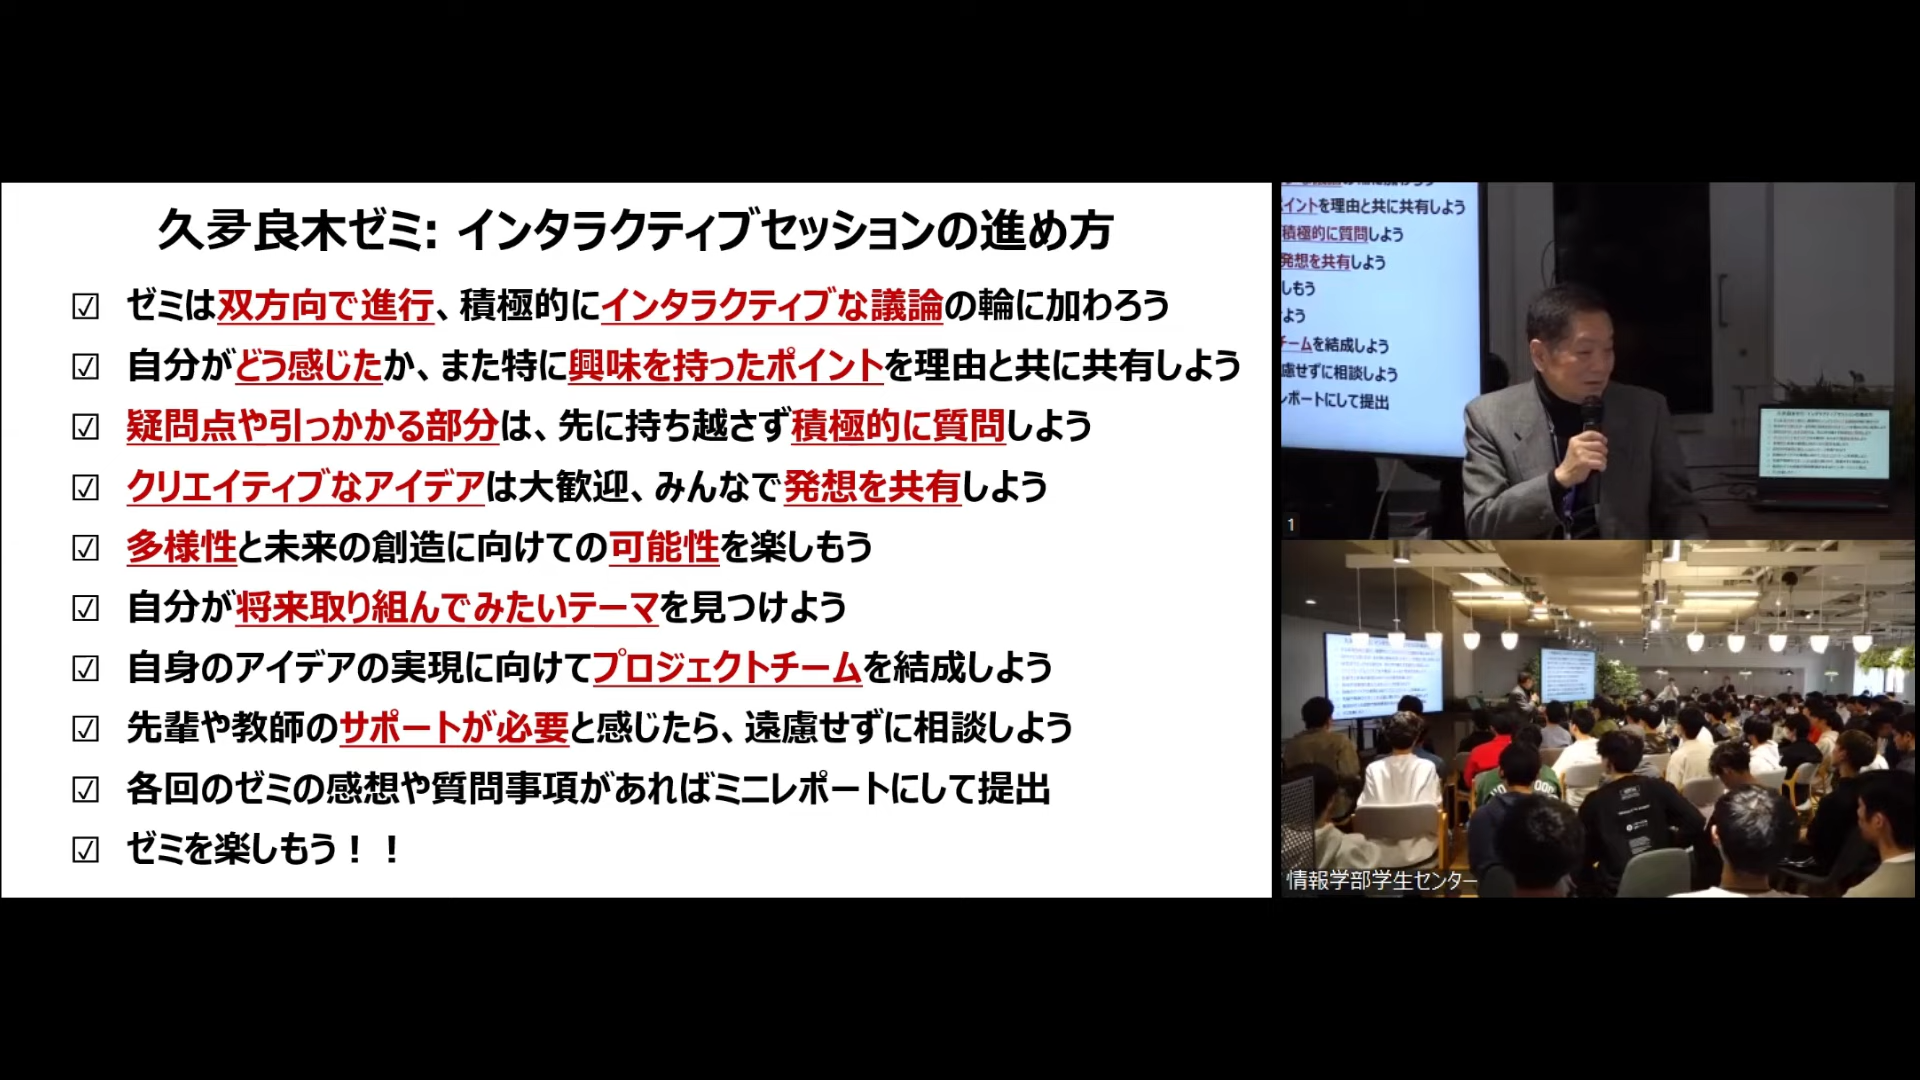 久夛良木ゼミ: インタラクティブセッションの進め方
☑ ゼミは双方向で進行、積極的にインタラクティブな議論の輪に加わろう
☑ 自分がどう感じたか、また特に興味を持ったポイントを理由と共に共有しよう
☑ 疑問点や引っかかる部分は、先に持ち越さず積極的に質問しよう
☑ クリエイティブなアイデアは大歓迎、みんなで発想を共有しよう
☑ 多様性と未来の創造に向けての可能性を楽しもう
☑ 自分が将来取り組んでみたいテーマを見つけよう
☑ 自身のアイデアの実現に向けてプロジェクトチームを結成しよう
☑ 先輩や教師のサポートが必要と感じたら、遠慮せずに相談しよう
☑ 各回のゼミの感想や質問事項があればミニレポートにして提出
☑ ゼミを楽しもう！！
イントを理由と共に共有しよう
積極的に質問しよう
発想を共有しよう
しもう
よう
チームを結成しよう
慮せずに相談しよう
レポートにして提出
1
情報学部学生センター